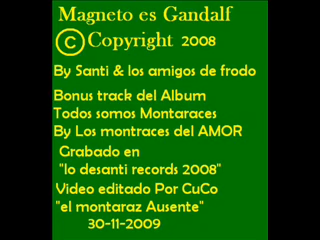 Magneto es Gandalf
© Copyright 2008
By Santi & los amigos de frodo
Bonus track del Album
Todos somos Montaraces
By Los montraces del AMOR
Grabado en
"lo desanti records 2008"
Video editado Por CuCo
"el montaraz Ausente"
30-11-2009